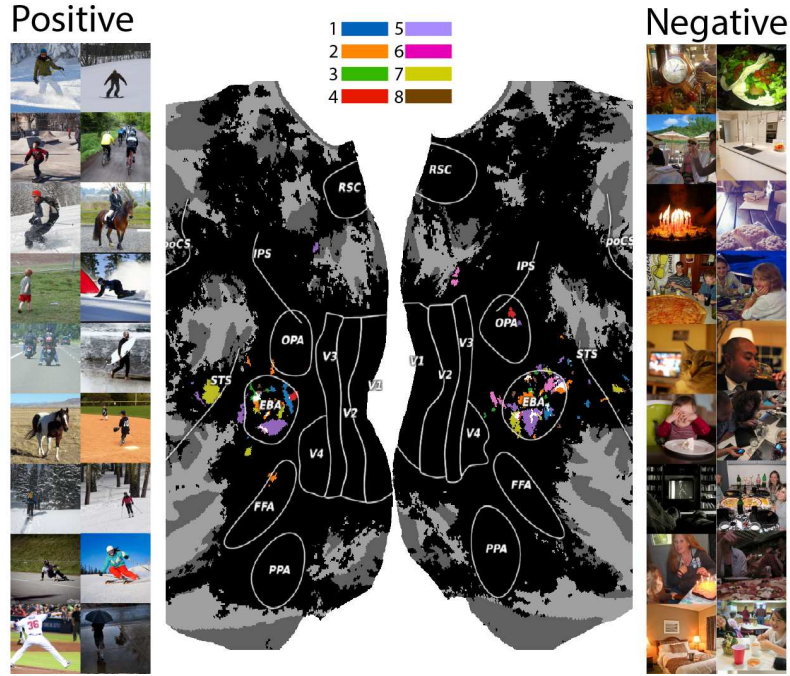 Positive
Negative
1 5
2 6
3 7
4 8
RSC
RSC
poCS
poCS
IPS
IPS
OPA
OPA
V3
V1
V1
V3
V2
V2
STS
STS
EBA
EBA
V4
V4
FFA
FFA
PPA
PPA
36